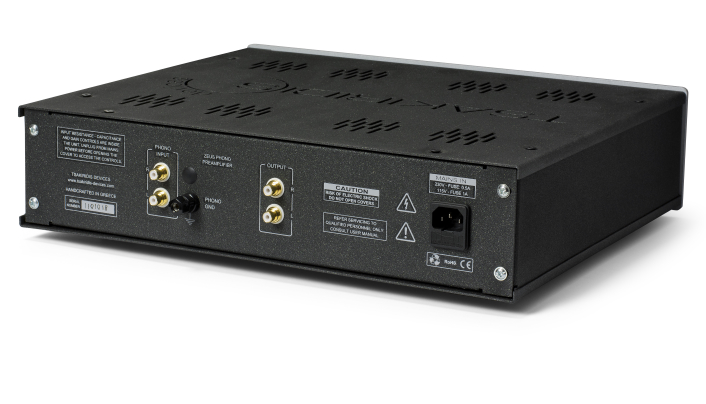 TSAKIRIDIS
INPUT RESISTANCE - CAPACITANCE
AND GAIN CONTROLS ARE INSIDE
THE UNIT. UNPLUG FROM MAINS
POWER BEFORE OPENING THE
COVER TO ACCESS THE CONTROLS.
TSAKIRIDIS DEVICES
www.tsakiridis-devices.com
HANDCRAFTED IN GREECE
SERIAL
NUMBER
PHONO
INPUT
ZEUS PHONO
PREAMPLIFIER
PHONO
GND
OUTPUT
R
L
CAUTION
RISK OF ELECTRIC SHOCK
DO NOT OPEN COVERS
REFER SERVICING TO
QUALIFIED PERSONNEL ONLY
CONSULT USER MANUAL
MAINS IN
230V - FUSE 0.5A
115V - FUSE 1A
RoHS CE